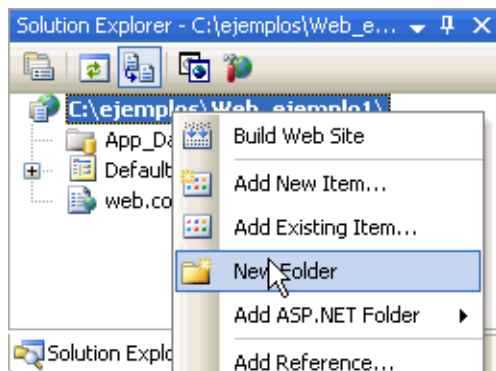 Solution Explorer - C:\ejemplos\Web_e...
C:\ejemplos\Web_ejemplo1\
App_Da
Default
web.co
Build Web Site
Add New Item...
Add Existing Item...
New Folder
Add ASP.NET Folder
Add Reference...
Solution Explo